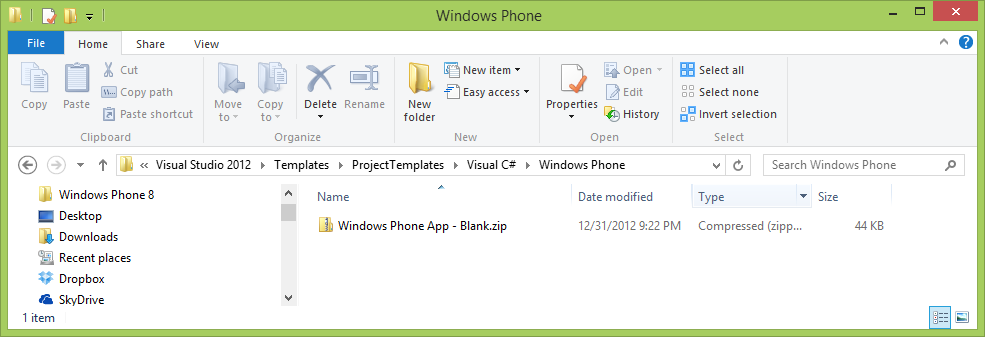 Windows Phone
File Home Share View
Copy Paste Cut Copy path Paste shortcut Clipboard
Move to Copy to Delete Rename Organize
New folder New item Easy access New
Properties Open Edit History Open
Select all Select none Invert selection Select
« Visual Studio 2012 Templates ProjectTemplates Visual C# Windows Phone Search Windows Phone
Name Date modified Type Size
Windows Phone App - Blank.zip 12/31/2012 9:22 PM Compressed (zipp... 44 KB
Windows Phone 8
Desktop
Downloads
Recent places
Dropbox
SkyDrive
1 item